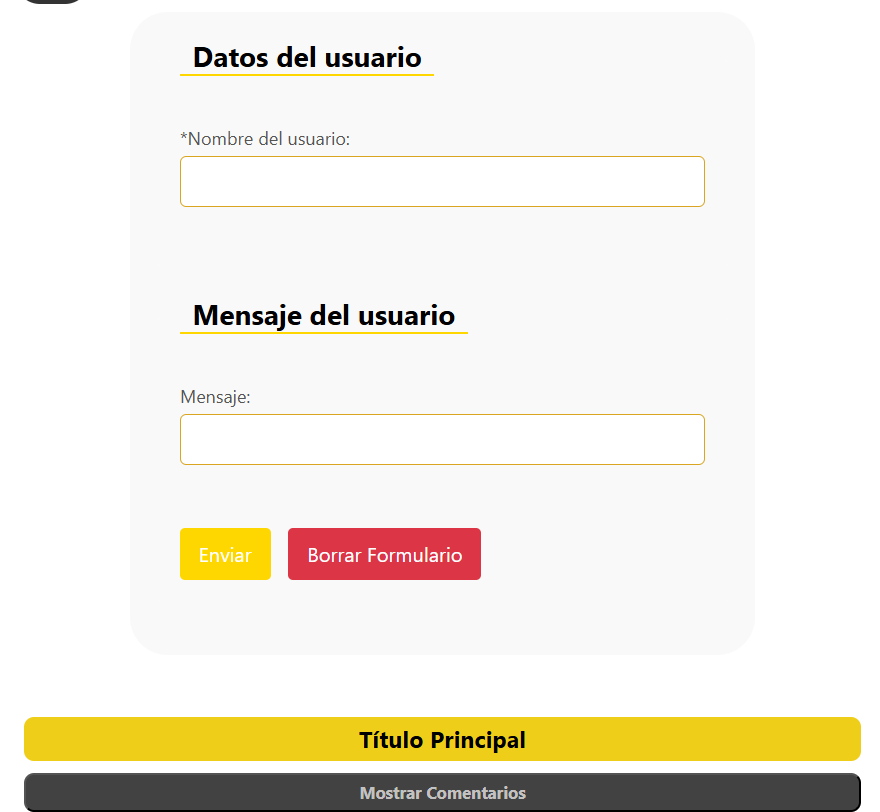 Datos del usuario
*Nombre del usuario:
Mensaje del usuario
Mensaje:
Enviar
Borrar Formulario
Título Principal
Mostrar Comentarios